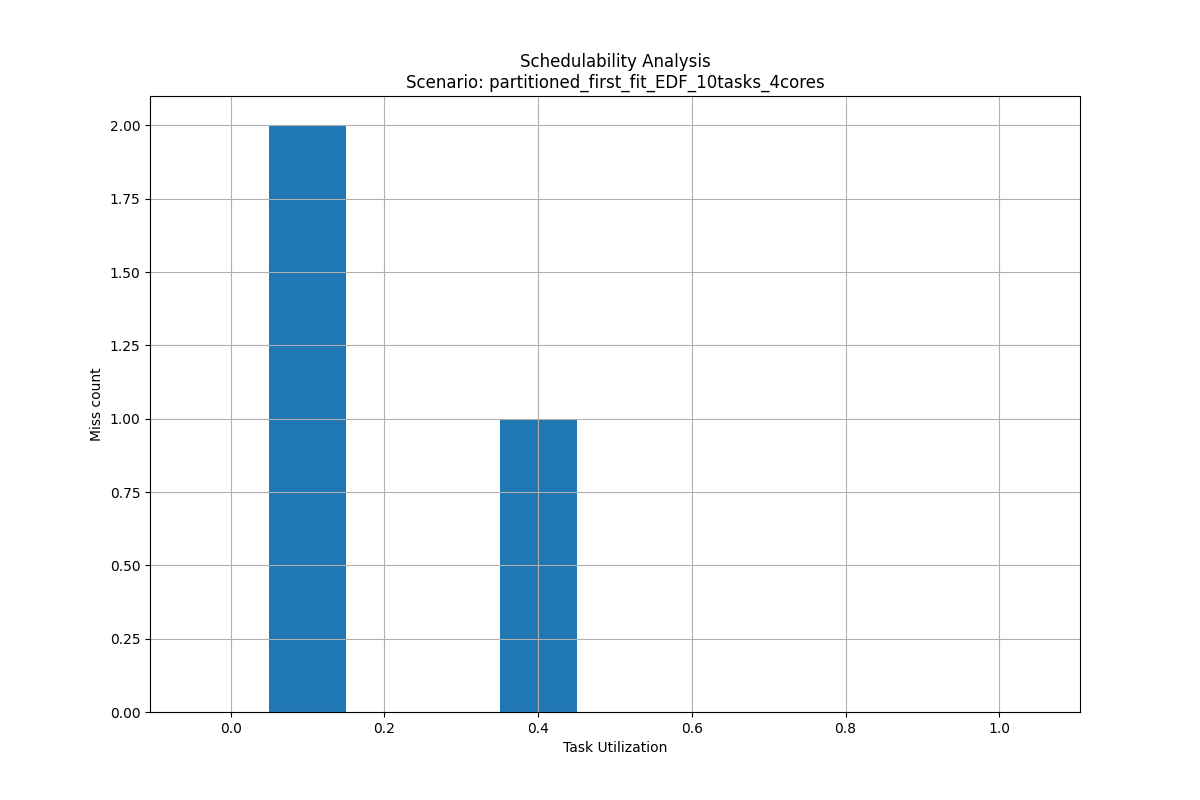 Schedulability Analysis
Scenario: partitioned_first_fit_EDF_10tasks_4cores
2.00
1.75
1.50
1.25
1.00
0.75
0.50
0.25
0.00
Miss count
0.0 0.2 0.4 0.6 0.8 1.0
Task Utilization